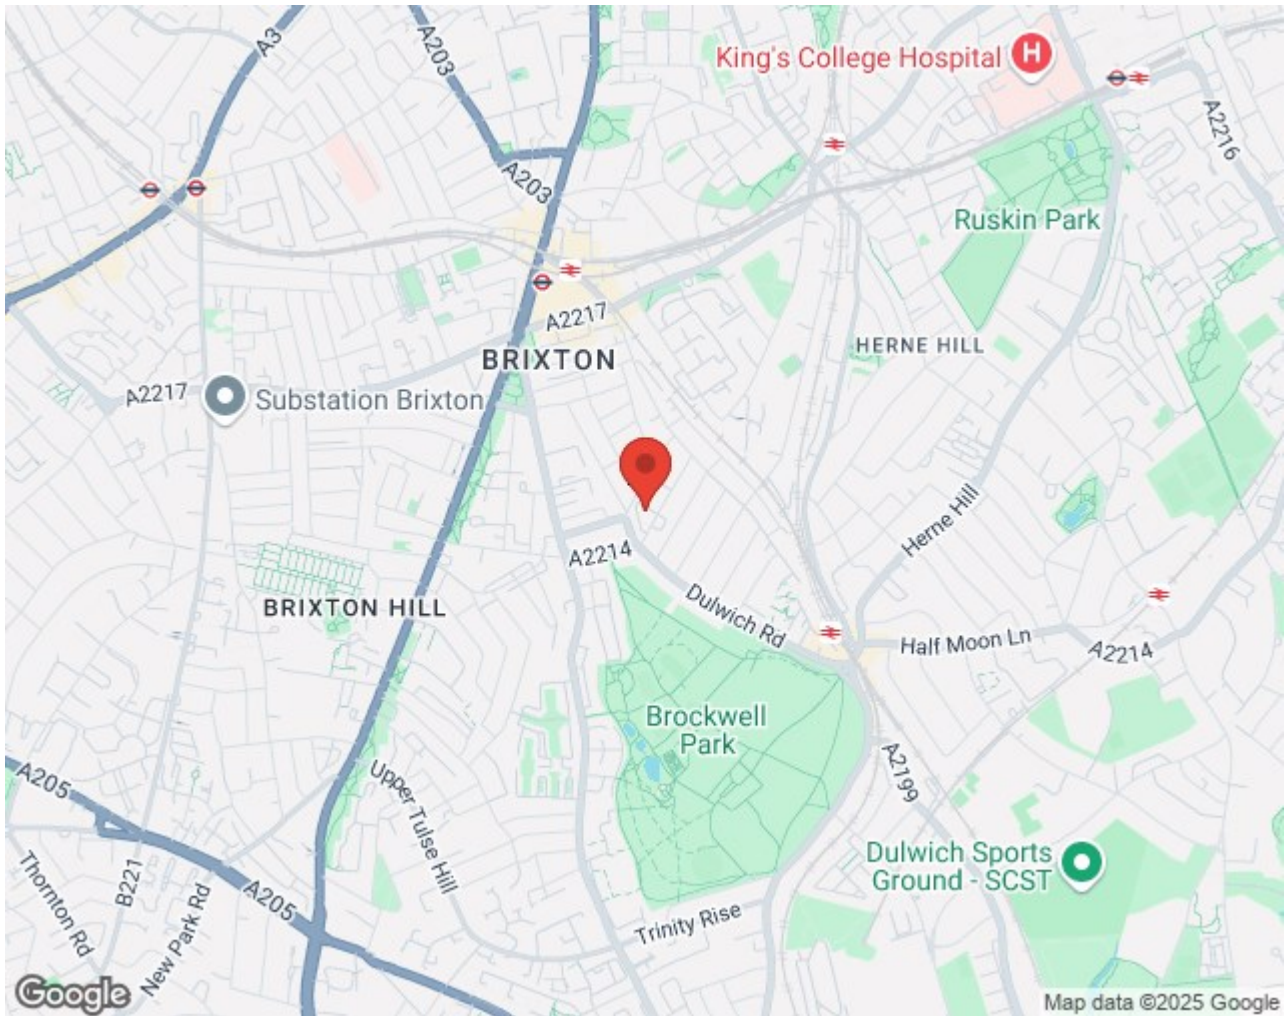 A3
A203
King's College Hospital
H
A2216
A203
Ruskin Park
A2217
HERNE HILL
BRIXTON
A2217
Substation Brixton
Herne Hill
A2214
Dulwich Rd
BRIXTON HILL
Half Moon Ln
A2214
Brockwell
Park
A2199
A205
Upper Tulse Hill
Dulwich Sports
Ground - SCST
Thornton Rd
B221
New Park Rd
A205
Trinity Rise
Google
Map data ©2025 Google